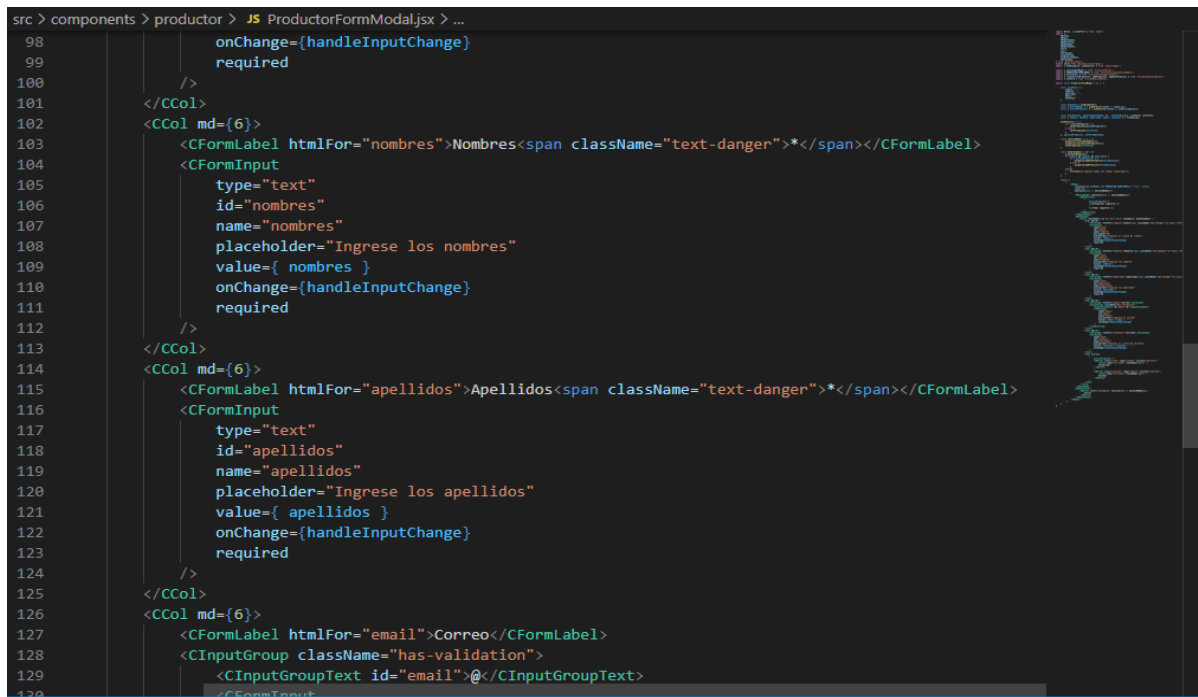 src > components > productor > JS ProductorFormModal.jsx > ...
98 onChange={handleInputChange}
99 required
100 />
101 </CCol>
102 <CCol md={6}>
103 <CFormLabel htmlFor="nombres">Nombres<span className="text-danger">*</span></CFormLabel>
104 <CFormInput
105 type="text"
106 id="nombres"
107 name="nombres"
108 placeholder="Ingrese los nombres"
109 value={ nombres }
110 onChange={handleInputChange}
111 required
112 />
113 </CCol>
114 <CCol md={6}>
115 <CFormLabel htmlFor="apellidos">Apellidos<span className="text-danger">*</span></CFormLabel>
116 <CFormInput
117 type="text"
118 id="apellidos"
119 name="apellidos"
120 placeholder="Ingrese los apellidos"
121 value={ apellidos }
122 onChange={handleInputChange}
123 required
124 />
125 </CCol>
126 <CCol md={6}>
127 <CFormLabel htmlFor="email">Correo</CFormLabel>
128 <CInputGroup className="has-validation">
129 <CInputGroupText id="email">@</CInputGroupText>
130 <CFormInput